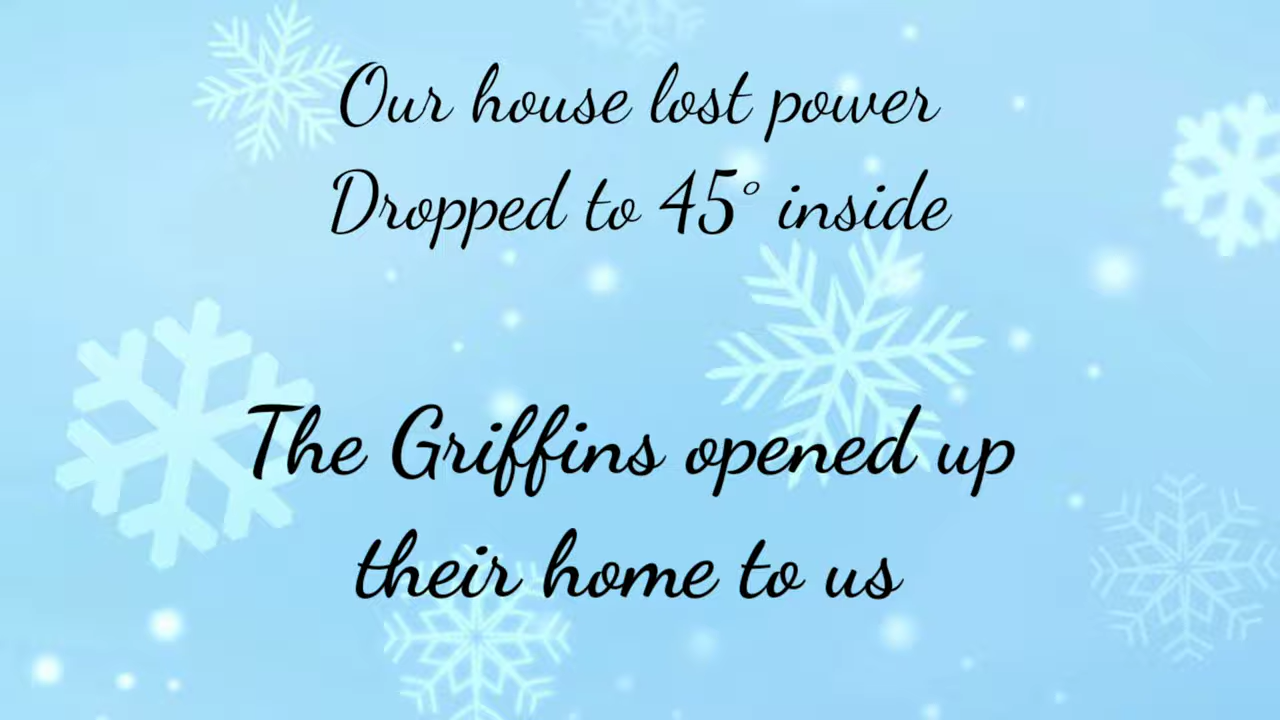 Our house lost power
Dropped to 45° inside
The Griffins opened up
their home to us